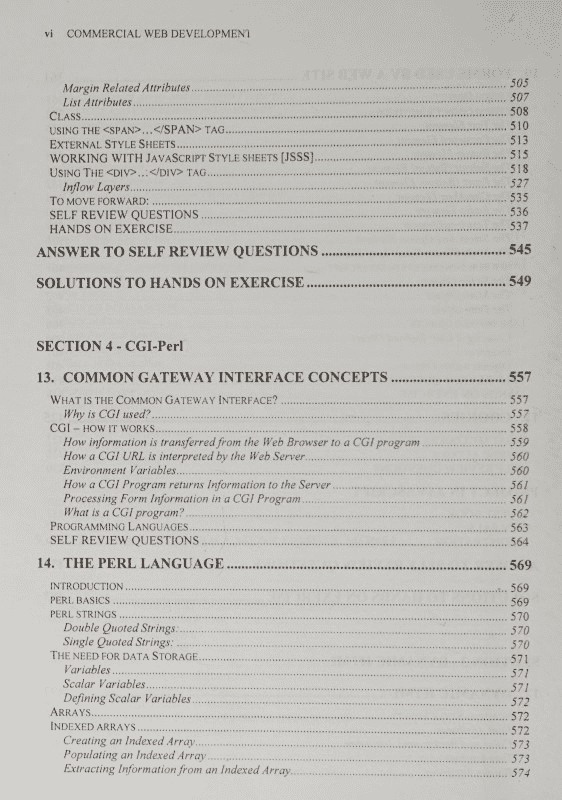 vi COMMERCIAL WEB DEVELOPMENT
Margin Related Attributes 505
List Attributes 507
CLASS 508
USING THE <SPAN>...</SPAN> TAG 510
EXTERNAL STYLE SHEETS 513
WORKING WITH JAVASCRIPT STYLE SHEETS [JSSS] 515
USING THE <DIV>...</DIV> TAG 518
Inflow Layers 527
TO MOVE FORWARD: 535
SELF REVIEW QUESTIONS 536
HANDS ON EXERCISE 537
ANSWER TO SELF REVIEW QUESTIONS 545
SOLUTIONS TO HANDS ON EXERCISE 549
SECTION 4 - CGI-Perl
13. COMMON GATEWAY INTERFACE CONCEPTS 557
WHAT IS THE COMMON GATEWAY INTERFACE? 557
Why is CGI used? 557
CGI – HOW IT WORKS 558
How information is transferred from the Web Browser to a CGI program 559
How a CGI URL is interpreted by the Web Server 560
Environment Variables 560
How a CGI Program returns Information to the Server 561
Processing Form Information in a CGI Program 561
What is a CGI program? 562
PROGRAMMING LANGUAGES 563
SELF REVIEW QUESTIONS 564
14. THE PERL LANGUAGE 569
INTRODUCTION 569
PERL BASICS 569
PERL STRINGS 570
Double Quoted Strings: 570
Single Quoted Strings: 570
THE NEED FOR DATA STORAGE 571
Variables 571
Scalar Variables 571
Defining Scalar Variables 572
ARRAYS 572
INDEXED ARRAYS 572
Creating an Indexed Array 573
Populating an Indexed Array 573
Extracting Information from an Indexed Array 574